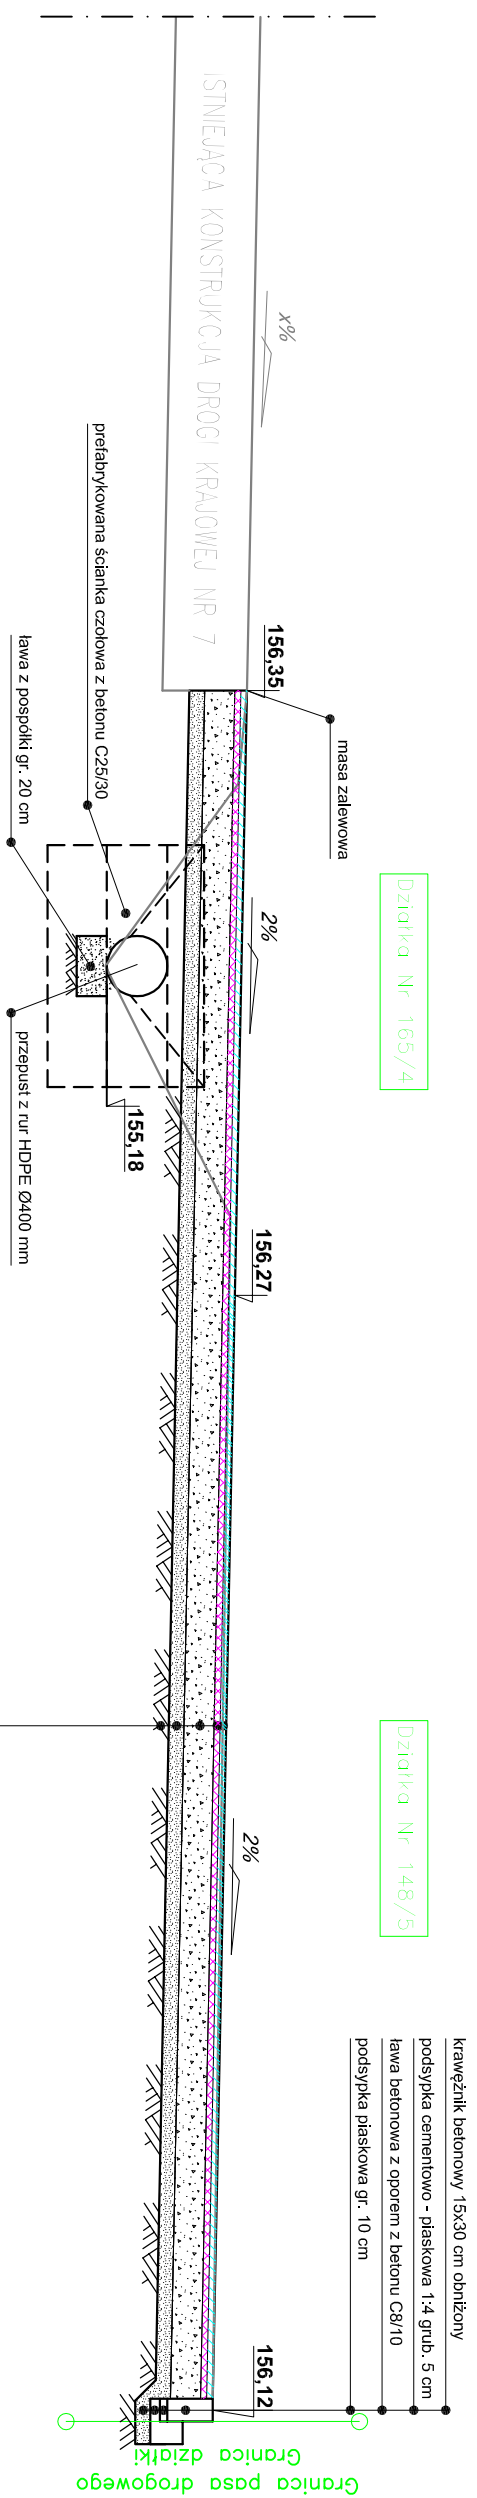 ISTNIEJĄCA KONSTRUKCJA DROGI KRAJOWEJ NR 7
x%
prefabrykowana ścianka czołowa z betonu C25/30
ława z pospółki gr. 20 cm
156,35
masa zalewowa
Działka Nr 165/4
2%
155,18
przepust z rur HDPE Ø400 mm
156,27
Działka Nr 148/5
2%
krawężnik betonowy 15x30 cm obniżony
podsypka cementowo - piaskowa 1:4 grub. 5 cm
ława betonowa z oporem z betonu C8/10
podsypka piaskowa gr. 10 cm
156,12
Granica działki
Granica pasa drogowego